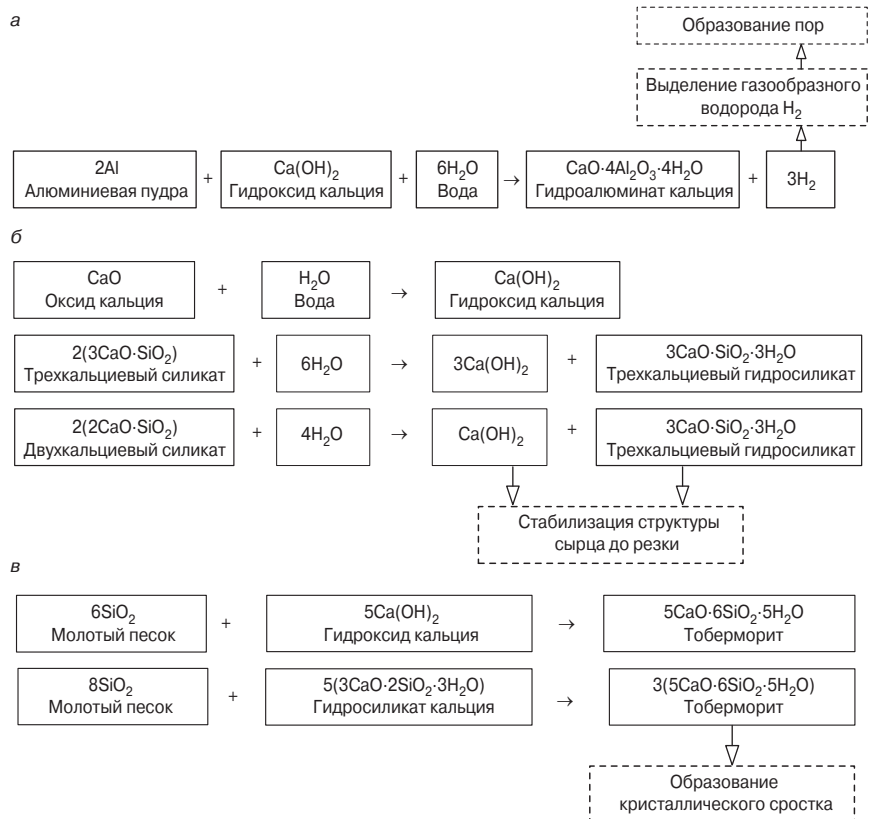 а
Образование пор
Выделение газообразного
водорода H₂
2Al
Алюминиевая пудра
+
Ca(OH)₂
Гидроксид кальция
+
6H₂O
Вода
→
CaO·4Al₂O₃·4H₂O
Гидроалюминат кальция
+
3H₂
б
CaO
Оксид кальция
+
H₂O
Вода
→
Ca(OH)₂
Гидроксид кальция
2(3CaO·SiO₂)
Трехкальциевый силикат
+
6H₂O
→
3Ca(OH)₂
+
3CaO·SiO₂·3H₂O
Трехкальциевый гидросиликат
2(2CaO·SiO₂)
Двухкальциевый силикат
+
4H₂O
→
Ca(OH)₂
+
3CaO·SiO₂·3H₂O
Трехкальциевый гидросиликат
Стабилизация структуры
сырца до резки
в
6SiO₂
Молотый песок
+
5Ca(OH)₂
Гидроксид кальция
→
5CaO·6SiO₂·5H₂O
Тоберморит
8SiO₂
Молотый песок
+
5(3CaO·2SiO₂·3H₂O)
Гидросиликат кальция
→
3(5CaO·6SiO₂·5H₂O)
Тоберморит
Образование
кристаллического сростка